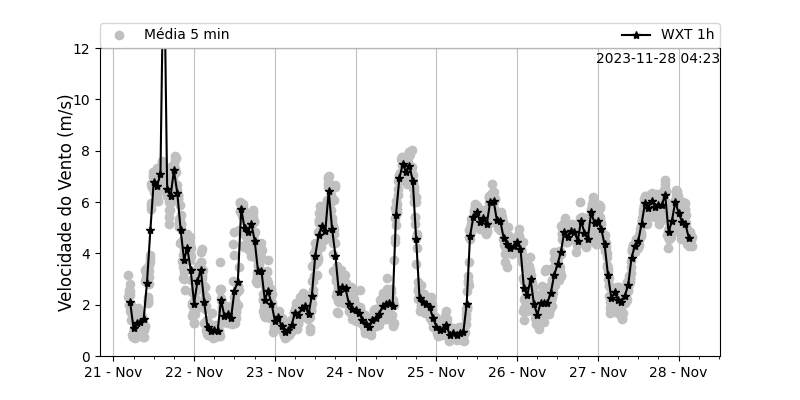 Média 5 min
WXT 1h
2023-11-28 04:23
Velocidade do Vento (m/s)
12
10
8
6
4
2
0
21 - Nov
22 - Nov
23 - Nov
24 - Nov
25 - Nov
26 - Nov
27 - Nov
28 - Nov